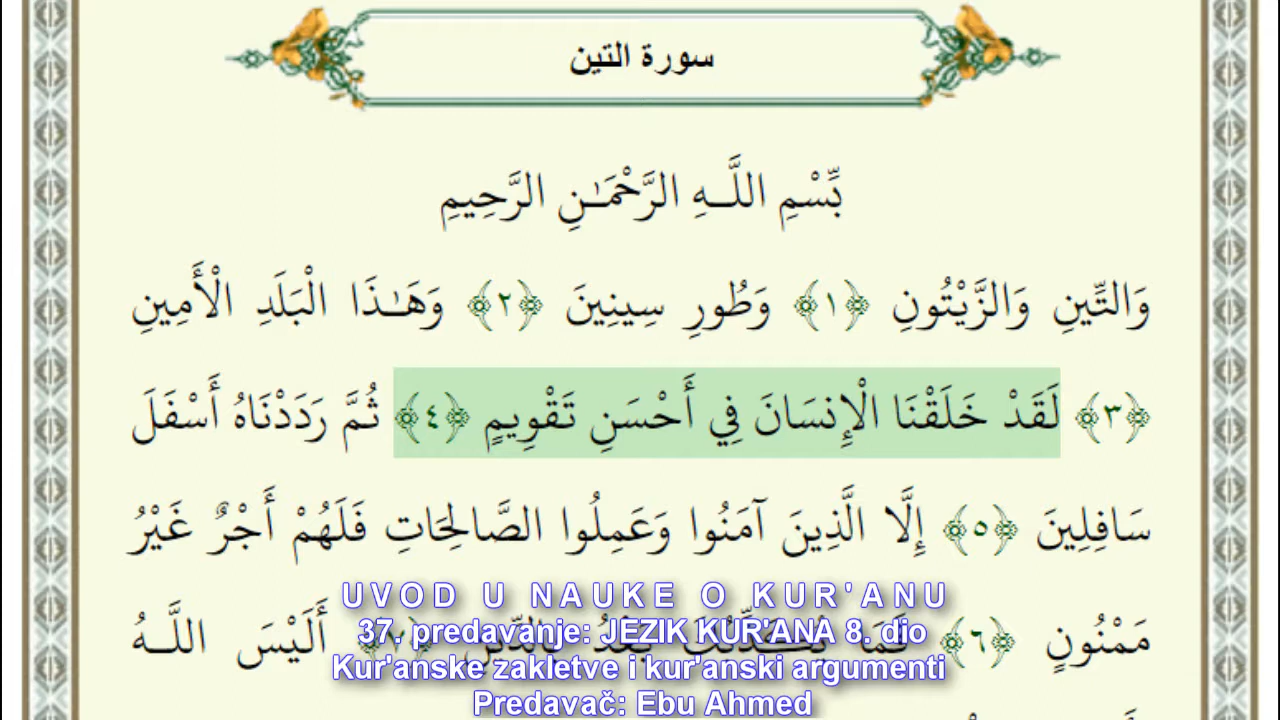 سورة التين
بِّسْمِ اللَّـهِ الرَّحْمَـٰنِ الرَّحِيمِ
وَالتِّينِ وَالزَّيْتُونِ ﴿١﴾ وَطُورِ سِينِينَ ﴿٢﴾ وَهَـٰذَا الْبَلَدِ الْأَمِينِ
﴿٣﴾ لَقَدْ خَلَقْنَا الْإِنسَانَ فِي أَحْسَنِ تَقْوِيمٍ ﴿٤﴾ ثُمَّ رَدَدْنَاهُ أَسْفَلَ
سَافِلِينَ ﴿٥﴾ إِلَّا الَّذِينَ آمَنُوا وَعَمِلُوا الصَّالِحَاتِ فَلَهُمْ أَجْرٌ غَيْرُ
UVOD U NAUKE O KUR'ANU
مَمْنُونٍ ﴿٦﴾ فَمَا يُكَذِّبُكَ بَعْدُ بِالدِّينِ ﴿٧﴾ أَلَيْسَ اللَّـهُ
37. predavanje: JEZIK KUR'ANA 8. dio
Kur'anske zakletve i kur'anski argumenti
Predavač: Ebu Ahmed